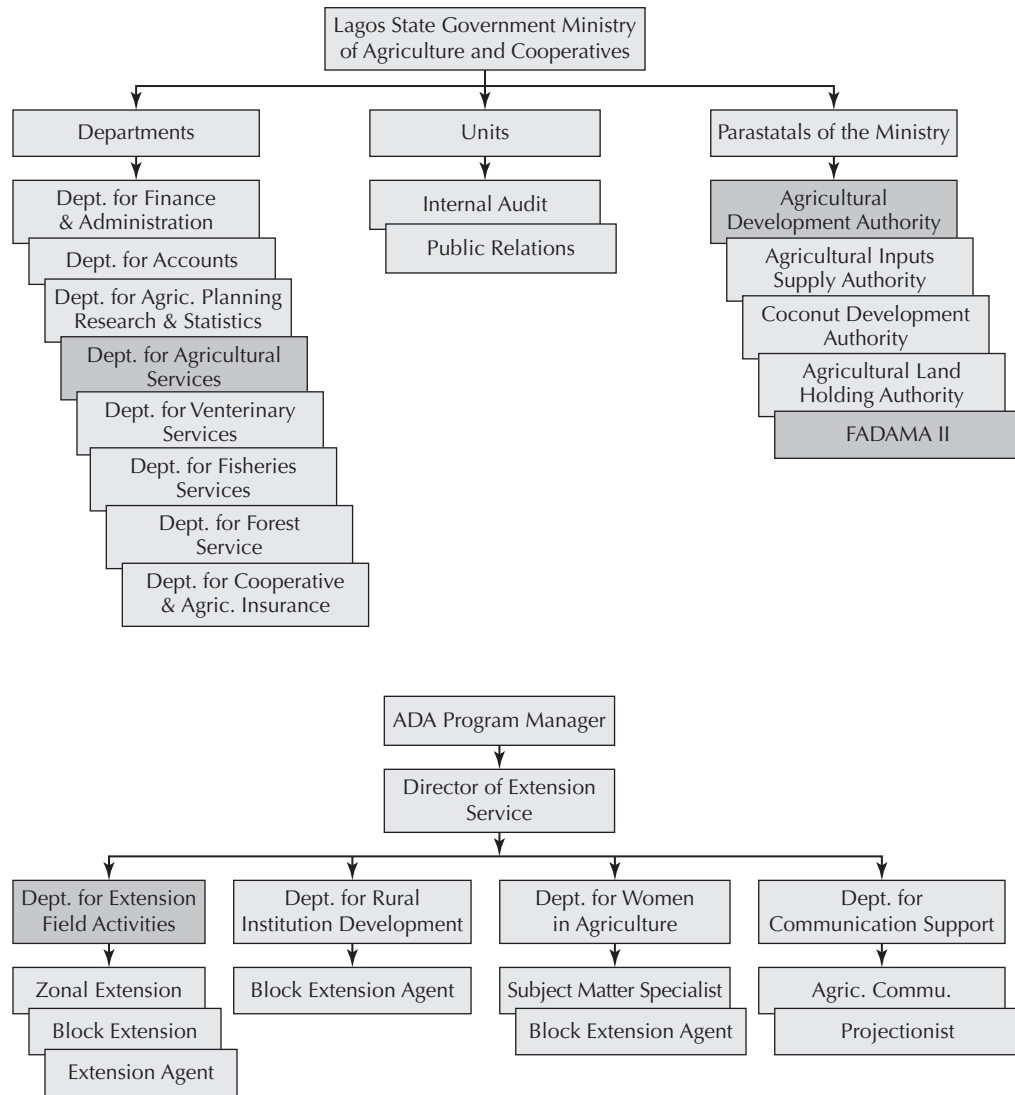 Lagos State Government Ministry
of Agriculture and Cooperatives
Departments
Units
Parastatals of the Ministry
Dept. for Finance
& Administration
Dept. for Accounts
Dept. for Agric. Planning
Research & Statistics
Dept. for Agricultural
Services
Dept. for Venterinary
Services
Dept. for Fisheries
Services
Dept. for Forest
Service
Dept. for Cooperative
& Agric. Insurance
Internal Audit
Public Relations
Agricultural
Development Authority
Agricultural Inputs
Supply Authority
Coconut Development
Authority
Agricultural Land
Holding Authority
FADAMA II
ADA Program Manager
Director of Extension
Service
Dept. for Extension
Field Activities
Zonal Extension
Block Extension
Extension Agent
Dept. for Rural
Institution Development
Block Extension Agent
Dept. for Women
in Agriculture
Subject Matter Specialist
Block Extension Agent
Dept. for
Communication Support
Agric. Commu.
Projectionist